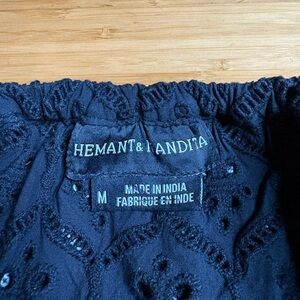 HEMANT & NANDITA
M
MADE IN INDIA
FABRIQUE EN INDE